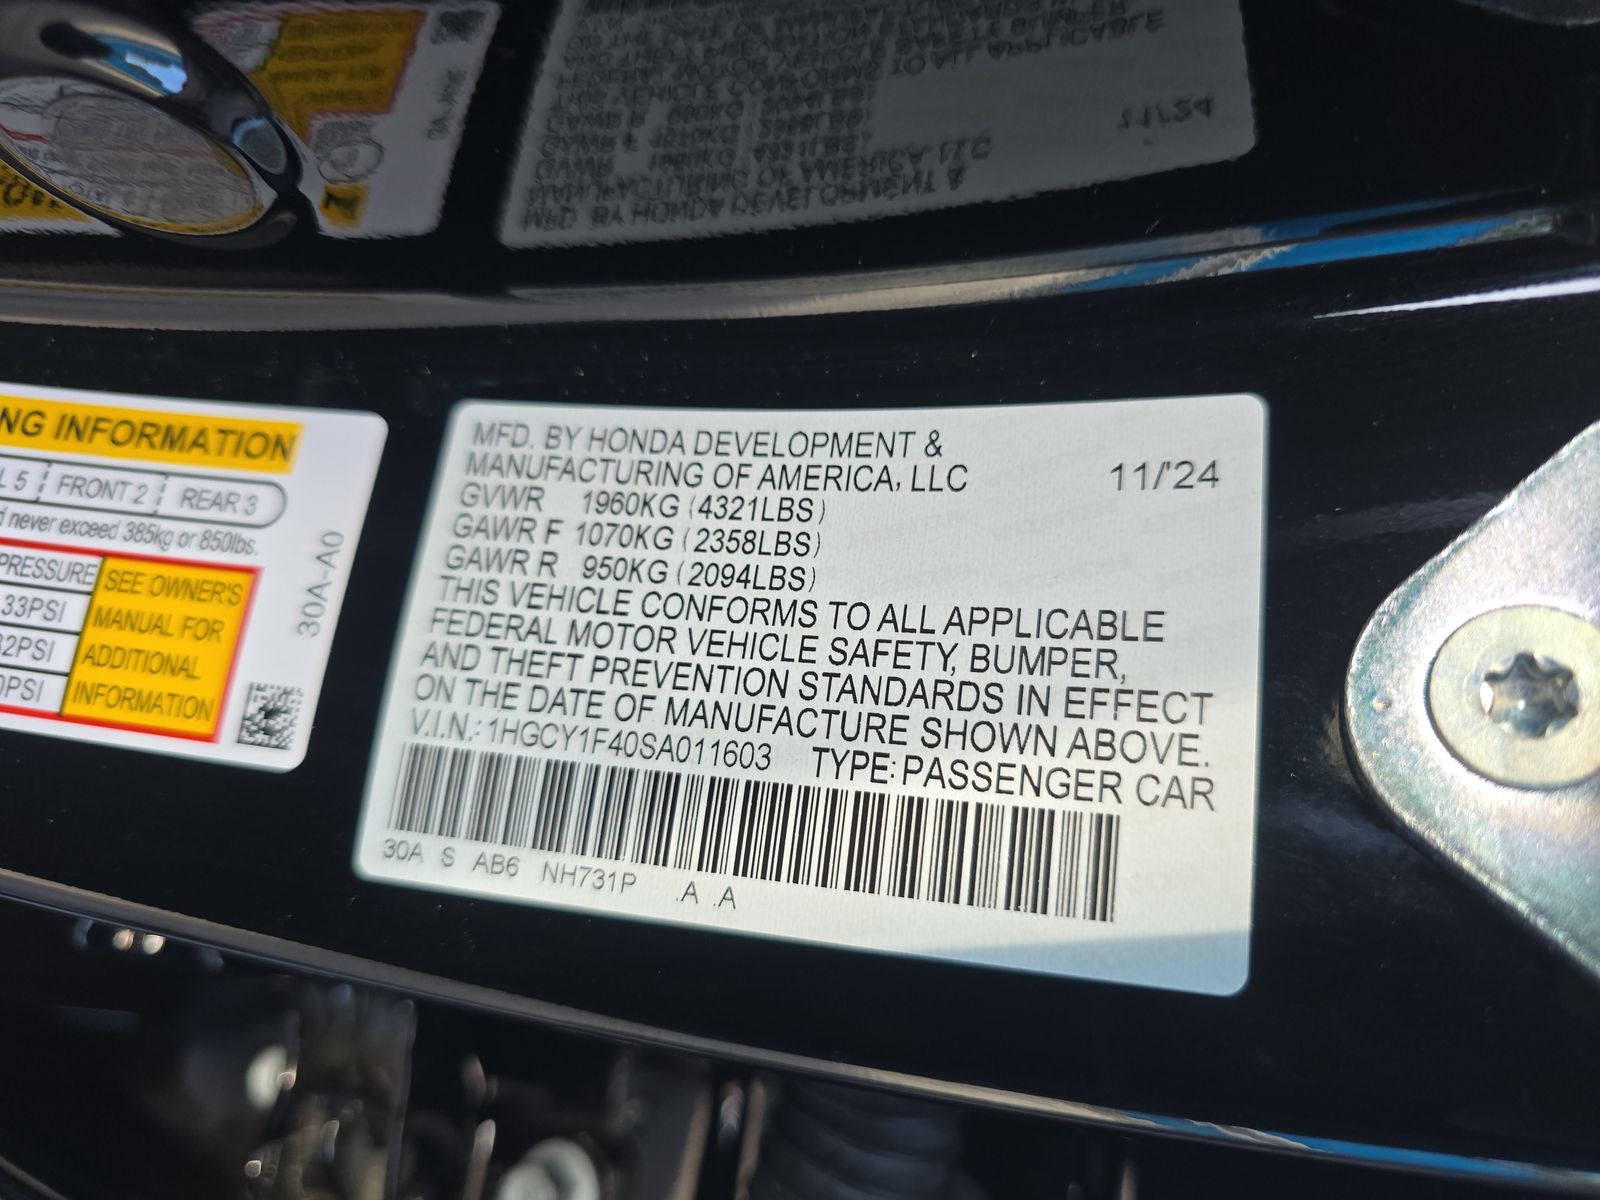 NG INFORMATION
L 5 FRONT 2 REAR 3
never exceed 385kg or 850lbs.
PRESSURE
33PSI
PSI
PSI
SEE OWNER'S
MANUAL FOR
ADDITIONAL
INFORMATION
30A-A0
MFD. BY HONDA DEVELOPMENT &
MANUFACTURING OF AMERICA, LLC 11/'24
GVWR 1960KG (4321LBS)
GAWR F 1070KG (2358LBS)
GAWR R 950KG (2094LBS)
THIS VEHICLE CONFORMS TO ALL APPLICABLE
FEDERAL MOTOR VEHICLE SAFETY, BUMPER,
AND THEFT PREVENTION STANDARDS IN EFFECT
ON THE DATE OF MANUFACTURE SHOWN ABOVE.
V.I.N.: 1HGCY1F40SA011603 TYPE: PASSENGER CAR
30A S AB6 NH731P .A .A